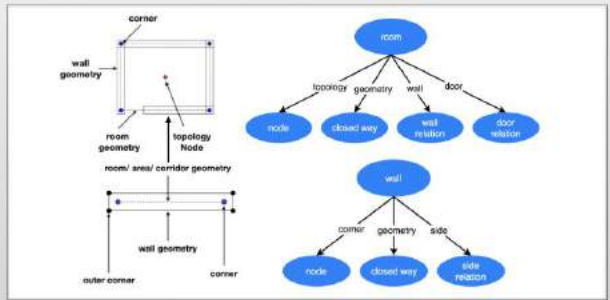 corner
wall
geometry
room
geometry
topology
Node
room/ area/ corridor geometry
wall geometry
outer corner
corner
room
topology
geometry
wall
door
node
closed way
wall
relation
door
relation
wall
corner
geometry
side
node
closed way
side
relation